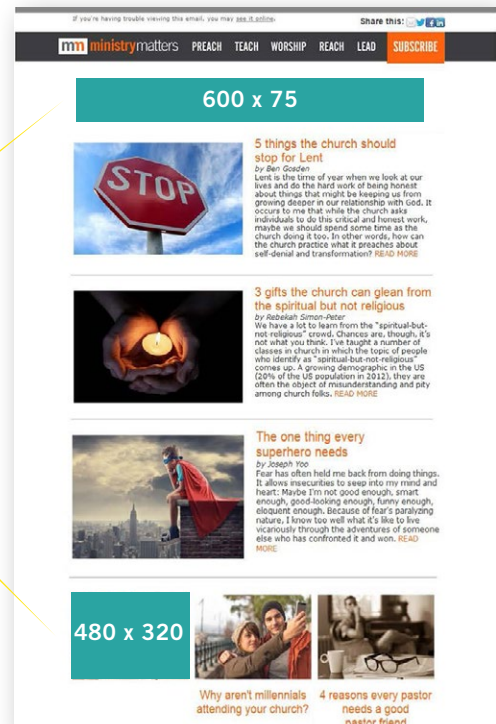 If you're having trouble viewing this email, you may see it online.
Share this:
mm ministrymatters PREACH TEACH WORSHIP REACH LEAD SUBSCRIBE
600 x 75
STOP
5 things the church should
stop for Lent
by Ben Gosden
Lent is the time of year when we look at our
lives and do the hard work of being honest
about things that might be keeping us from
growing deeper in our relationship with God. It
occurs to me that while the church asks
individuals to do this critical and honest work,
maybe we should spend some time as the
church doing it too. In other words, how can
the church practice what it preaches about
self-denial and transformation? READ MORE
3 gifts the church can glean from
the spiritual but not religious
by Rebekah Simon-Peter
We have a lot to learn from the "spiritual-but-
not-religious" crowd. Chances are, though, it's
not what you think. I've taught a number of
classes in church in which the topic of people
who identify as "spiritual-but-not-religious"
comes up. A growing demographic in the US
(20% of the US population in 2012), they are
often the object of misunderstanding and pity
among church folks. READ MORE
The one thing every
superhero needs
by Joseph Yoo
Fear has often held me back from doing things.
It allows insecurities to seep into my mind and
heart: Maybe I'm not good enough, smart
enough, good-looking enough, funny enough,
eloquent enough. Because of fear's paralyzing
nature, I know too well what it's like to live
vicariously through the adventures of someone
else who has confronted it and won. READ
MORE
480 x 320
Why aren't millennials
attending your church?
4 reasons every pastor
needs a good
pastor friend